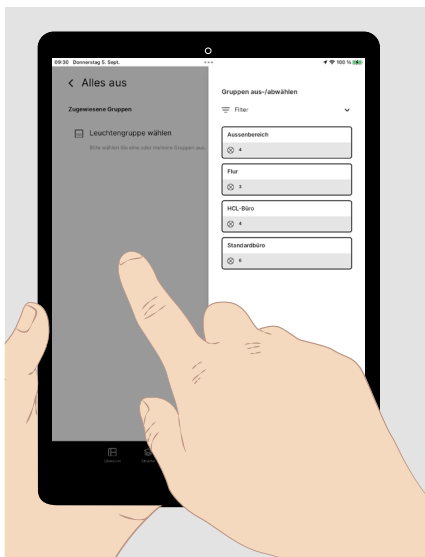 09:30 Donnerstag 5. Sept.
100 %
Alles aus
Zugewiesene Gruppen
Leuchtengruppe wählen
Bitte wählen Sie eine oder mehrere Gruppen aus.
Gruppen aus-/abwählen
Filter
Aussenbereich
4
Flur
3
HCL-Büro
4
Standardbüro
6